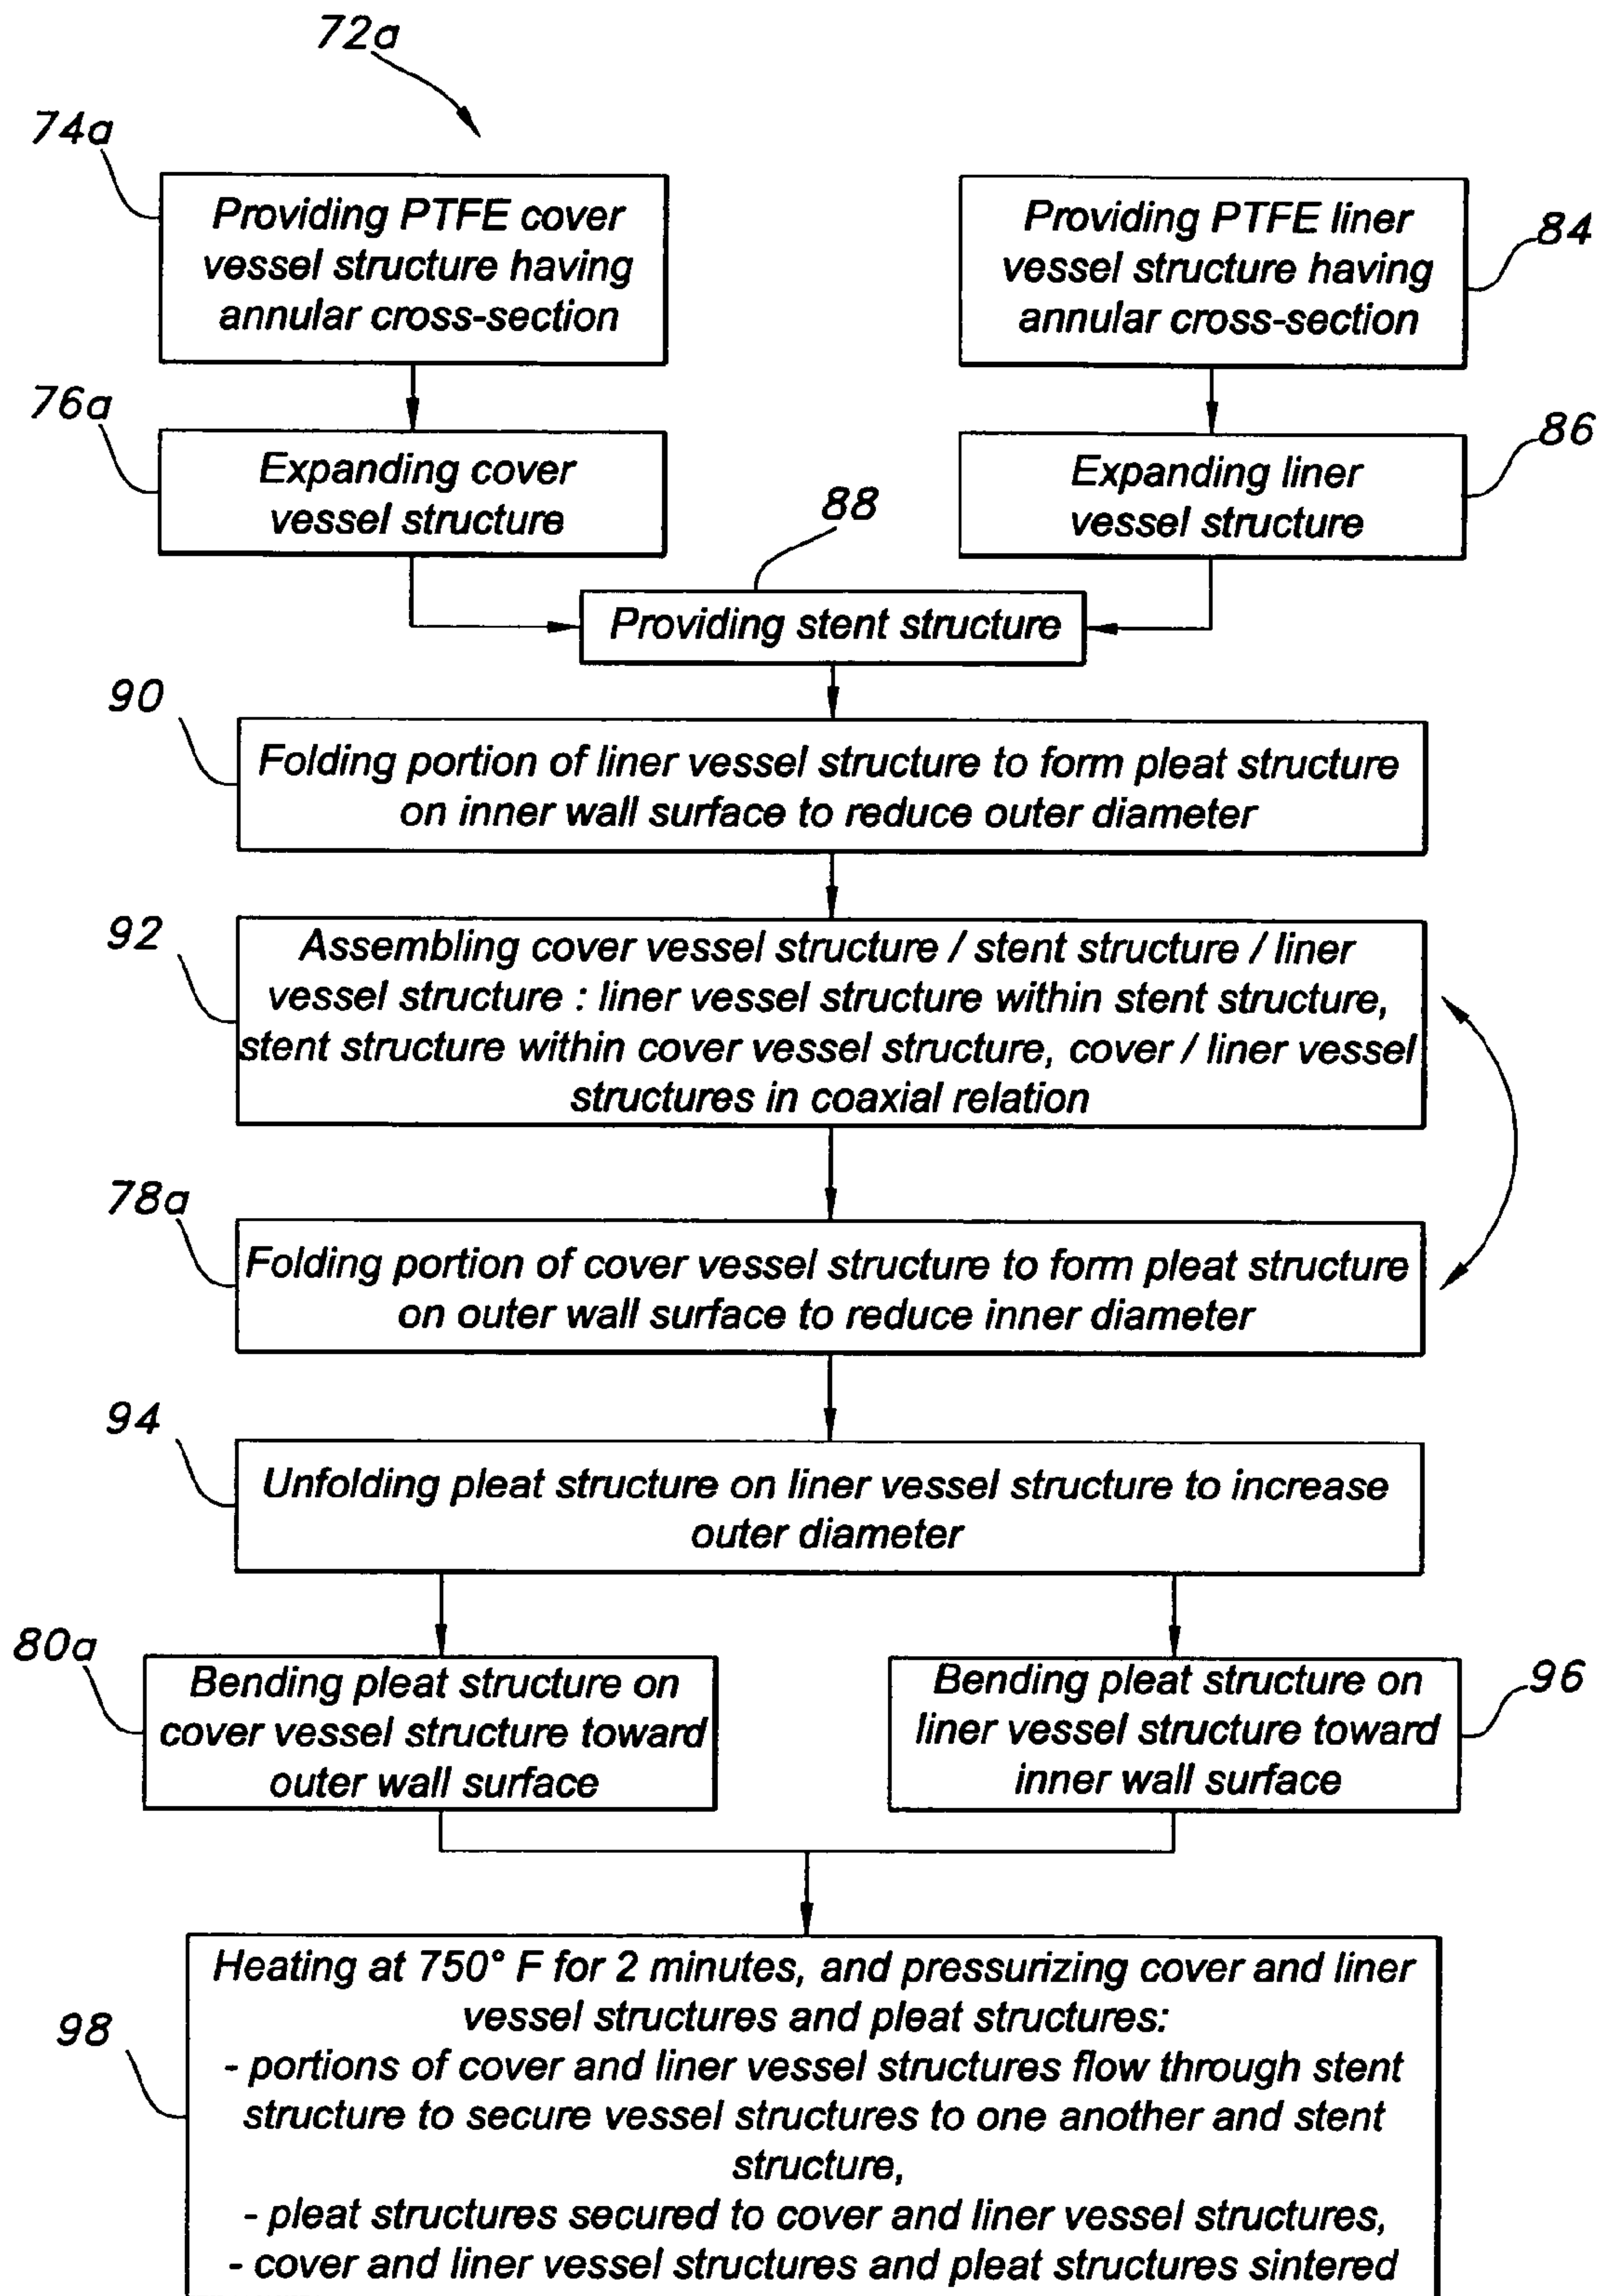 72a
74a
Providing PTFE cover
vessel structure having
annular cross-section
Providing PTFE liner
vessel structure having
annular cross-section
84
76a
Expanding cover
vessel structure
Expanding liner
vessel structure
86
88
Providing stent structure
90
Folding portion of liner vessel structure to form pleat structure
on inner wall surface to reduce outer diameter
92
Assembling cover vessel structure / stent structure / liner
vessel structure : liner vessel structure within stent structure,
stent structure within cover vessel structure, cover / liner vessel
structures in coaxial relation
78a
Folding portion of cover vessel structure to form pleat structure
on outer wall surface to reduce inner diameter
94
Unfolding pleat structure on liner vessel structure to increase
outer diameter
80a
Bending pleat structure on
cover vessel structure toward
outer wall surface
Bending pleat structure on
liner vessel structure toward
inner wall surface
96
98
Heating at 750° F for 2 minutes, and pressurizing cover and liner
vessel structures and pleat structures:
- portions of cover and liner vessel structures flow through stent
structure to secure vessel structures to one another and stent
structure,
- pleat structures secured to cover and liner vessel structures,
- cover and liner vessel structures and pleat structures sintered